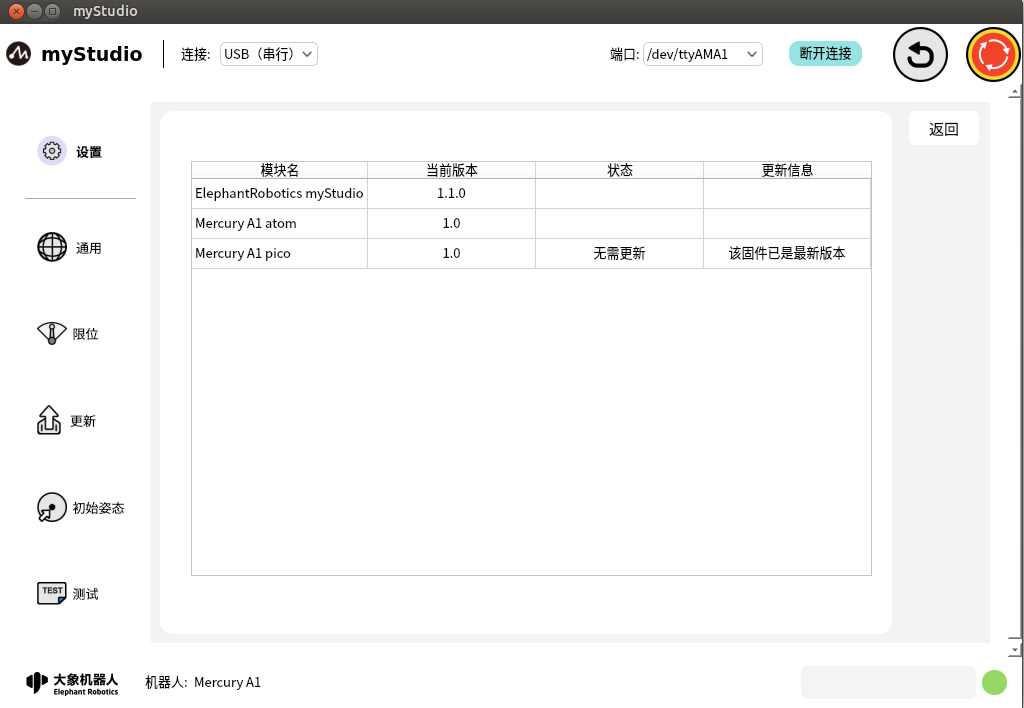 myStudio
myStudio 连接: USB（串行） 端口: /dev/ttyAMA1 断开连接
设置
返回
模块名 当前版本 状态 更新信息
ElephantRobotics myStudio 1.1.0
Mercury A1 atom 1.0
Mercury A1 pico 1.0 无需更新 该固件已是最新版本
通用
限位
更新
初始姿态
TEST 测试
大象机器人
Elephant Robotics
机器人: Mercury A1